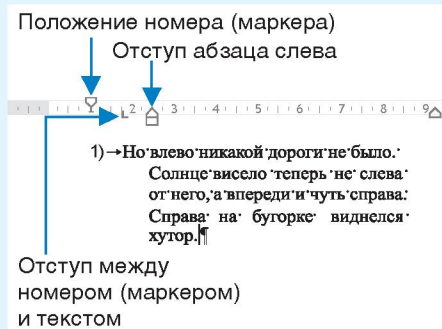 Положение номера (маркера)
Отступ абзаца слева
1 2 3 4 5 6 7 8 9
1)→Но·влево·никакой·дороги·не·было.·
Солнце·висело·теперь·не·слева·
от·него,·а·впереди·и·чуть·справа.·
Справа·на·бугорке·виднелся·
хутор.¶
Отступ между
номером (маркером)
и текстом